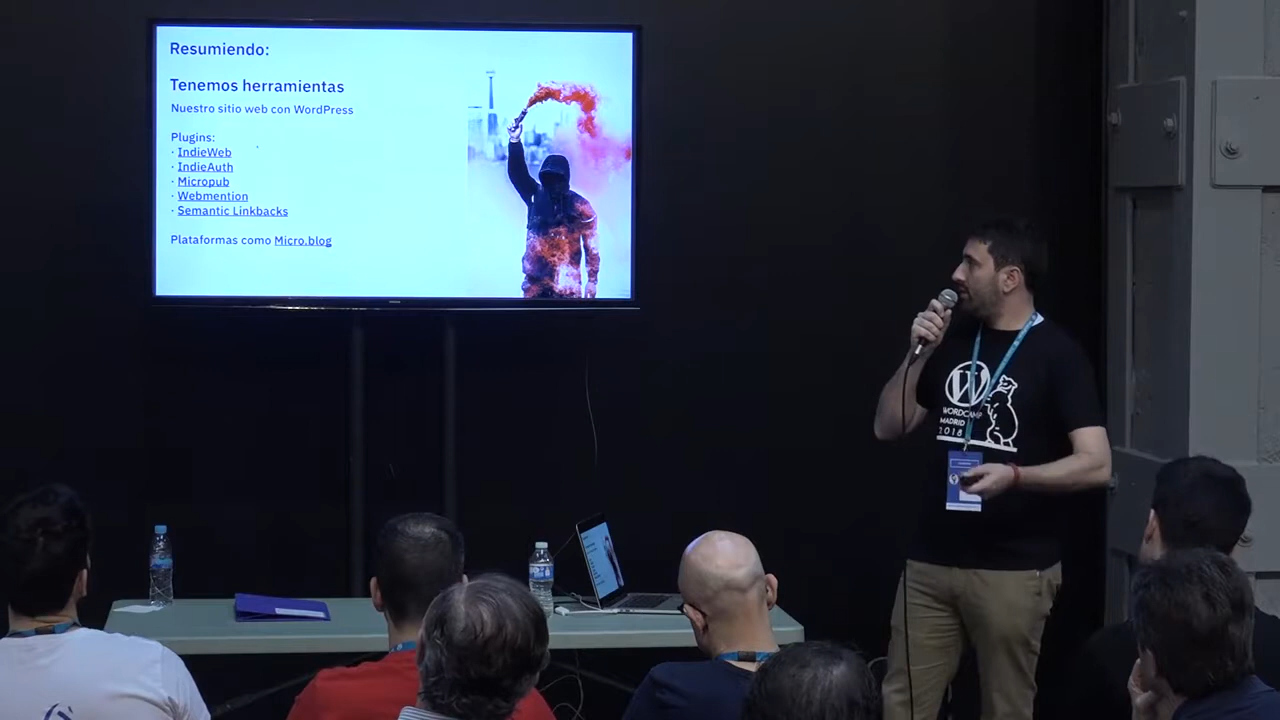 Resumiendo:
Tenemos herramientas
Nuestro sitio web con WordPress
Plugins:
· IndieWeb
· IndieAuth
· Micropub
· Webmention
· Semantic Linkbacks
Plataformas como Micro.blog
W
WORDCAMP
MADRID
2018